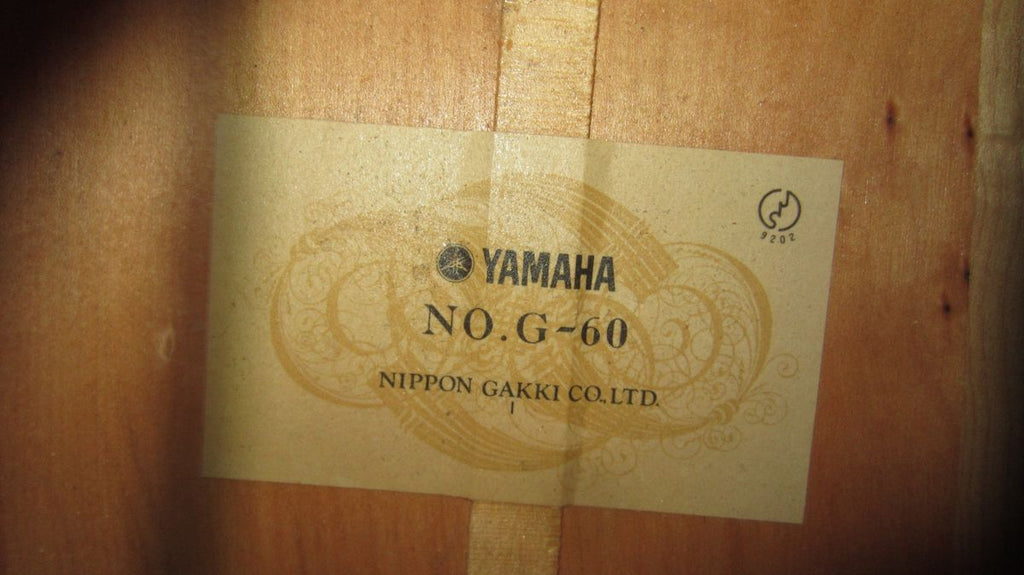 9202
YAMAHA
NO.G-60
NIPPON GAKKI CO.,LTD.